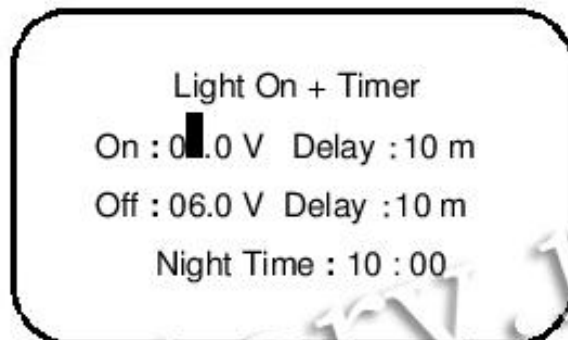 Light On + Timer
On : 0 .0 V Delay : 10 m
Off : 06.0 V Delay : 10 m
Night Time : 10 : 00